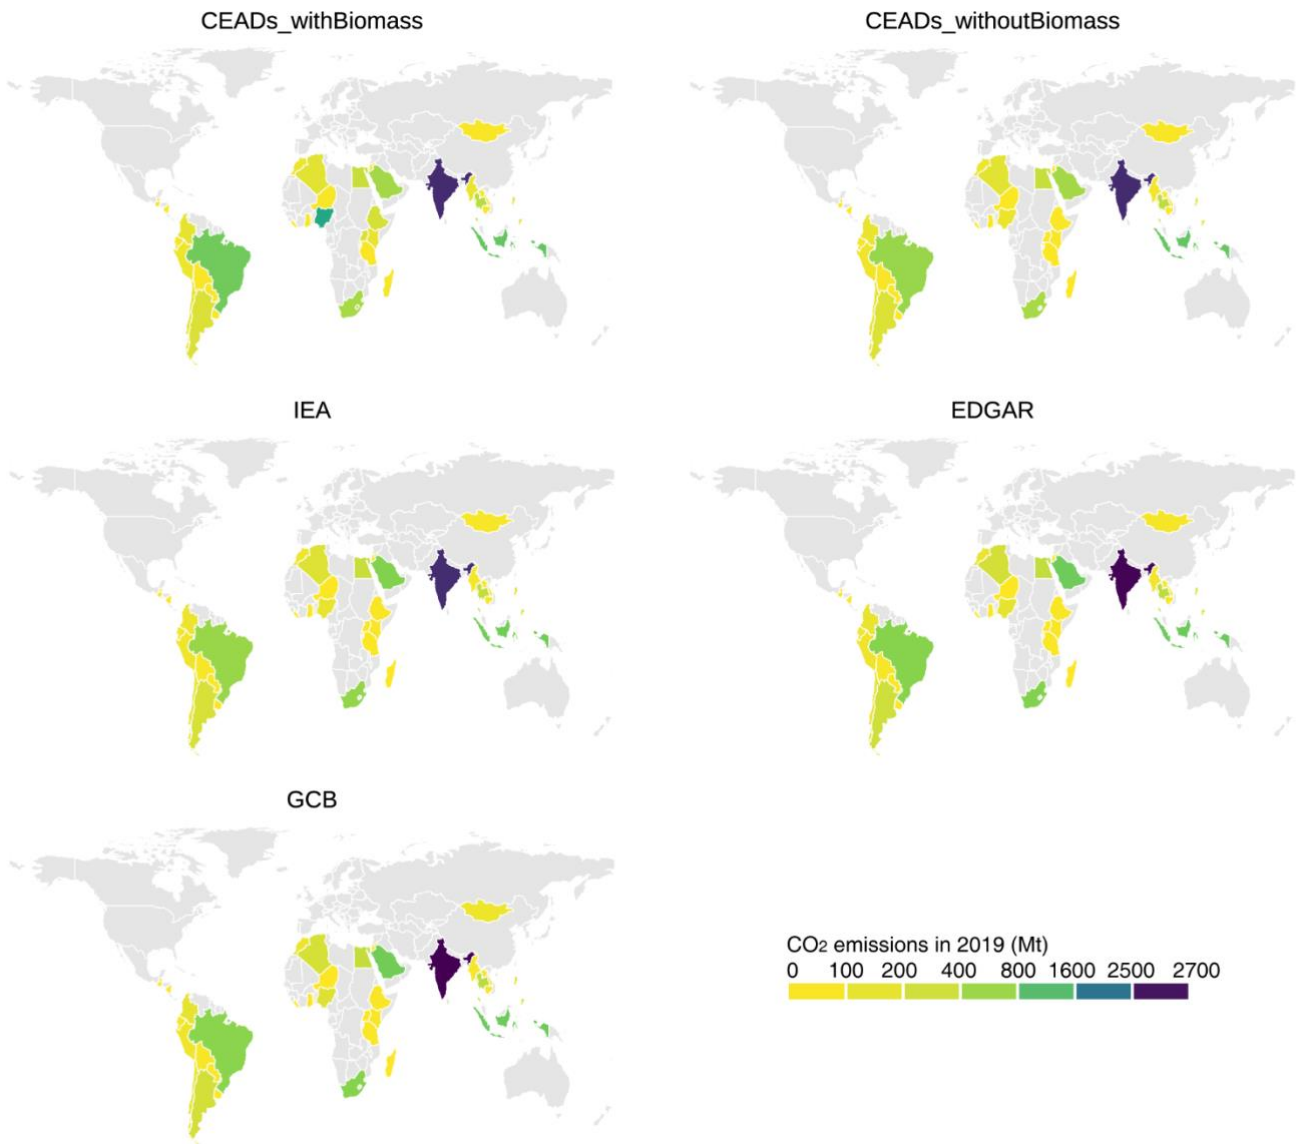 CEADs_withBiomass
CEADs_withoutBiomass
IEA
EDGAR
GCB
CO2 emissions in 2019 (Mt)
0 100 200 400 800 1600 2500 2700